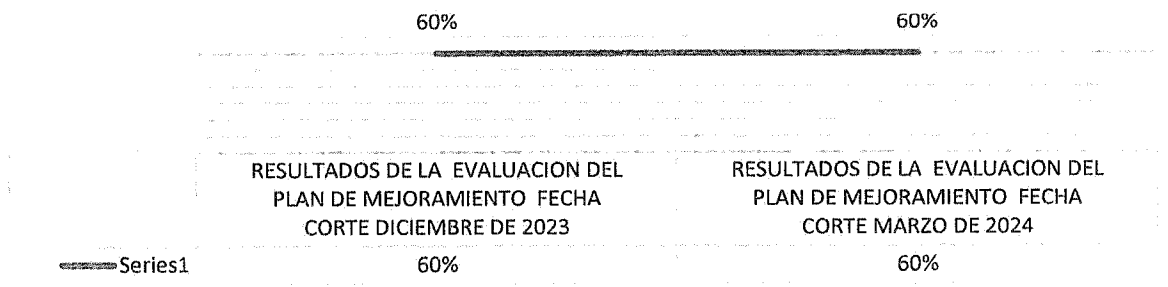 60% 60%
RESULTADOS DE LA EVALUACION DEL
PLAN DE MEJORAMIENTO FECHA
CORTE DICIEMBRE DE 2023
RESULTADOS DE LA EVALUACION DEL
PLAN DE MEJORAMIENTO FECHA
CORTE MARZO DE 2024
Series1 60% 60%